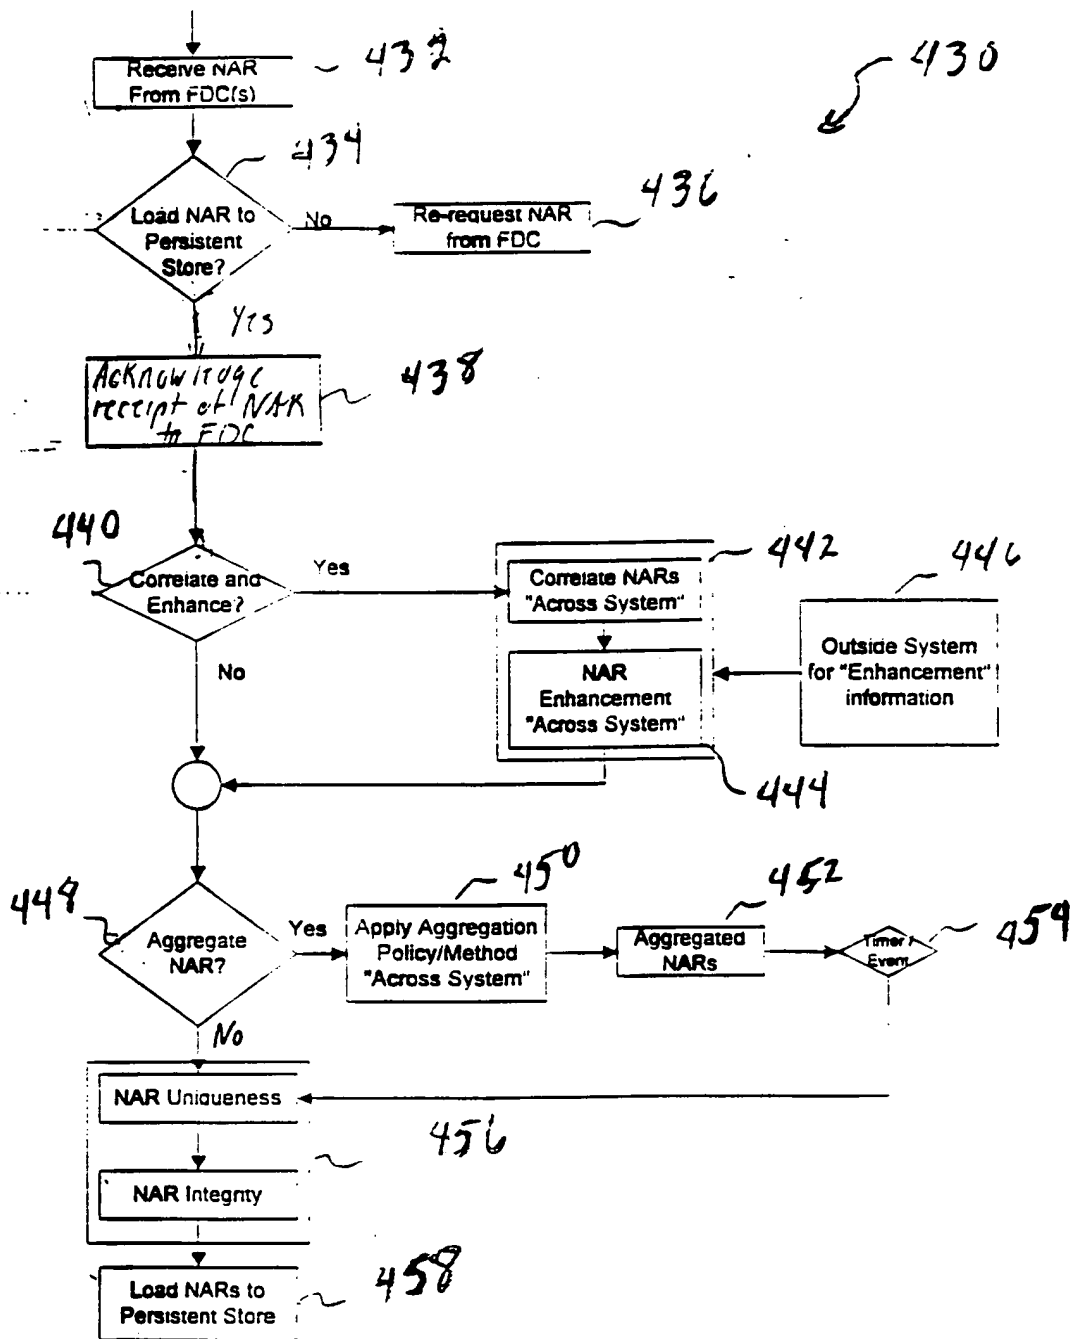 Receive NAR
From FDC(s)
432
430
434
Load NAR to
Persistent
Store?
No
Re-request NAR
from FDC
436
Yes
Acknowledge
receipt of NAR
to FDC
438
440
Correlate and
Enhance?
Yes
Correlate NARs
"Across System"
442
446
Outside System
for "Enhancement"
information
NAR
Enhancement
"Across System"
444
No
448
Aggregate
NAR?
Yes
450
Apply Aggregation
Policy/Method
"Across System"
452
Aggregated
NARs
Timer /
Event
454
No
NAR Uniqueness
456
NAR Integrity
Load NARs to
Persistent Store
458